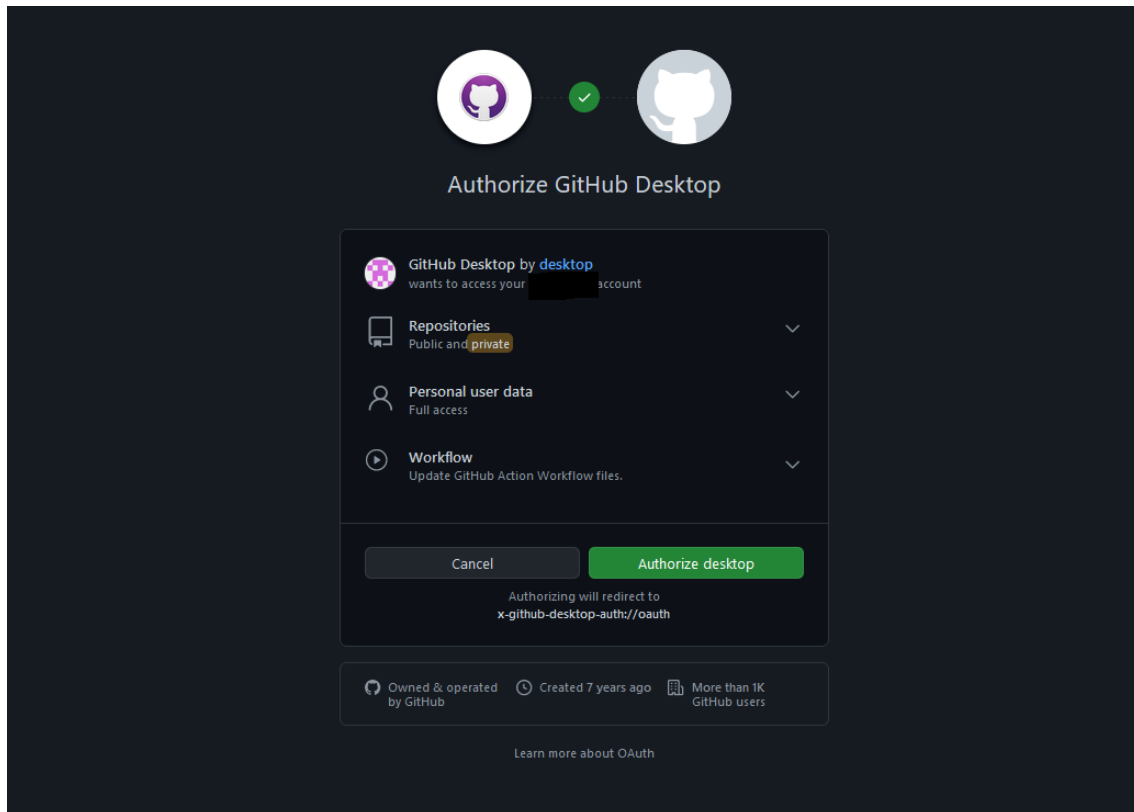 Authorize GitHub Desktop
GitHub Desktop by desktop
wants to access your account
Repositories
Public and private
Personal user data
Full access
Workflow
Update GitHub Action Workflow files.
Cancel
Authorize desktop
Authorizing will redirect to
x-github-desktop-auth://oauth
Owned & operated
by GitHub
Created 7 years ago
More than 1K
GitHub users
Learn more about OAuth